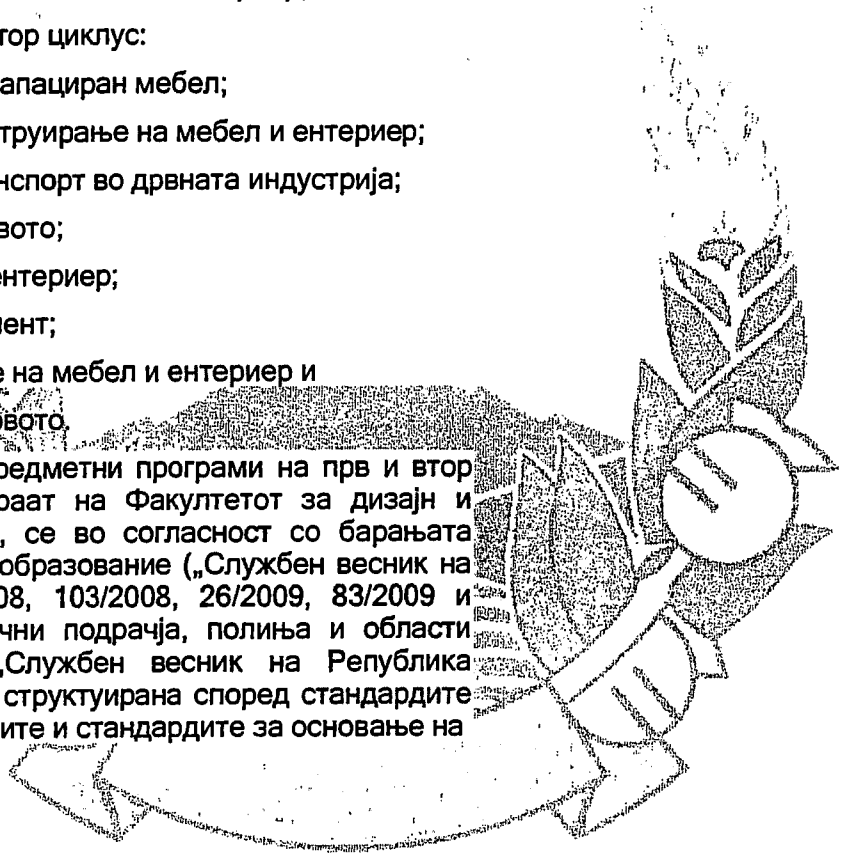 тор циклус:
апациран мебел;
труирање на мебел и ентериер;
нспорт во дрвната индустрија;
вото;
ентериер;
мент;
е на мебел и ентериер и
рвото.
редметни програми на прв и втор
раат на Факултетот за дизајн и
, се во согласност со барањата
образование („Службен весник на
08, 103/2008, 26/2009, 83/2009 и
чни подрачја, полиња и области
„Службен весник на Република
структуирана според стандардите
ите и стандардите за основање на